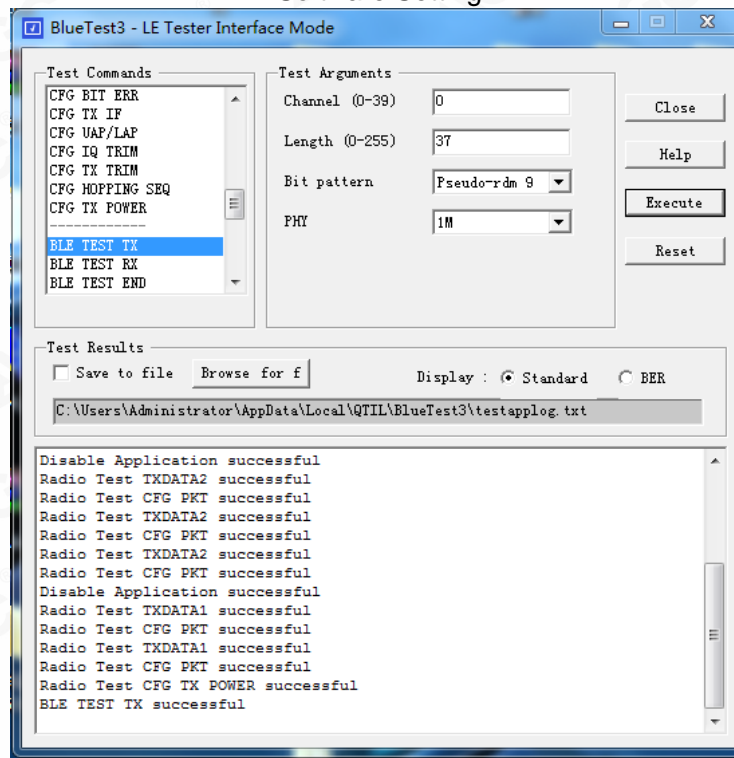 BlueTest3 - LE Tester Interface Mode
Test Commands
CFG BIT ERR
CFG TX IF
CFG UAP/LAP
CFG IQ TRIM
CFG TX TRIM
CFG HOPPING SEQ
CFG TX POWER
------------
BLE TEST TX
BLE TEST RX
BLE TEST END
Test Arguments
Channel (0-39) 0
Length (0-255) 37
Bit pattern Pseudo-rdm 9
PHY 1M
Close
Help
Execute
Reset
Test Results
Save to file Browse for f Display : Standard BER
C:\Users\Administrator\AppData\Local\QTIL\BlueTest3\testapplog.txt
Disable Application successful
Radio Test TXDATA2 successful
Radio Test CFG PKT successful
Radio Test TXDATA2 successful
Radio Test CFG PKT successful
Radio Test TXDATA2 successful
Radio Test CFG PKT successful
Disable Application successful
Radio Test TXDATA1 successful
Radio Test CFG PKT successful
Radio Test TXDATA1 successful
Radio Test CFG PKT successful
Radio Test CFG TX POWER successful
BLE TEST TX successful